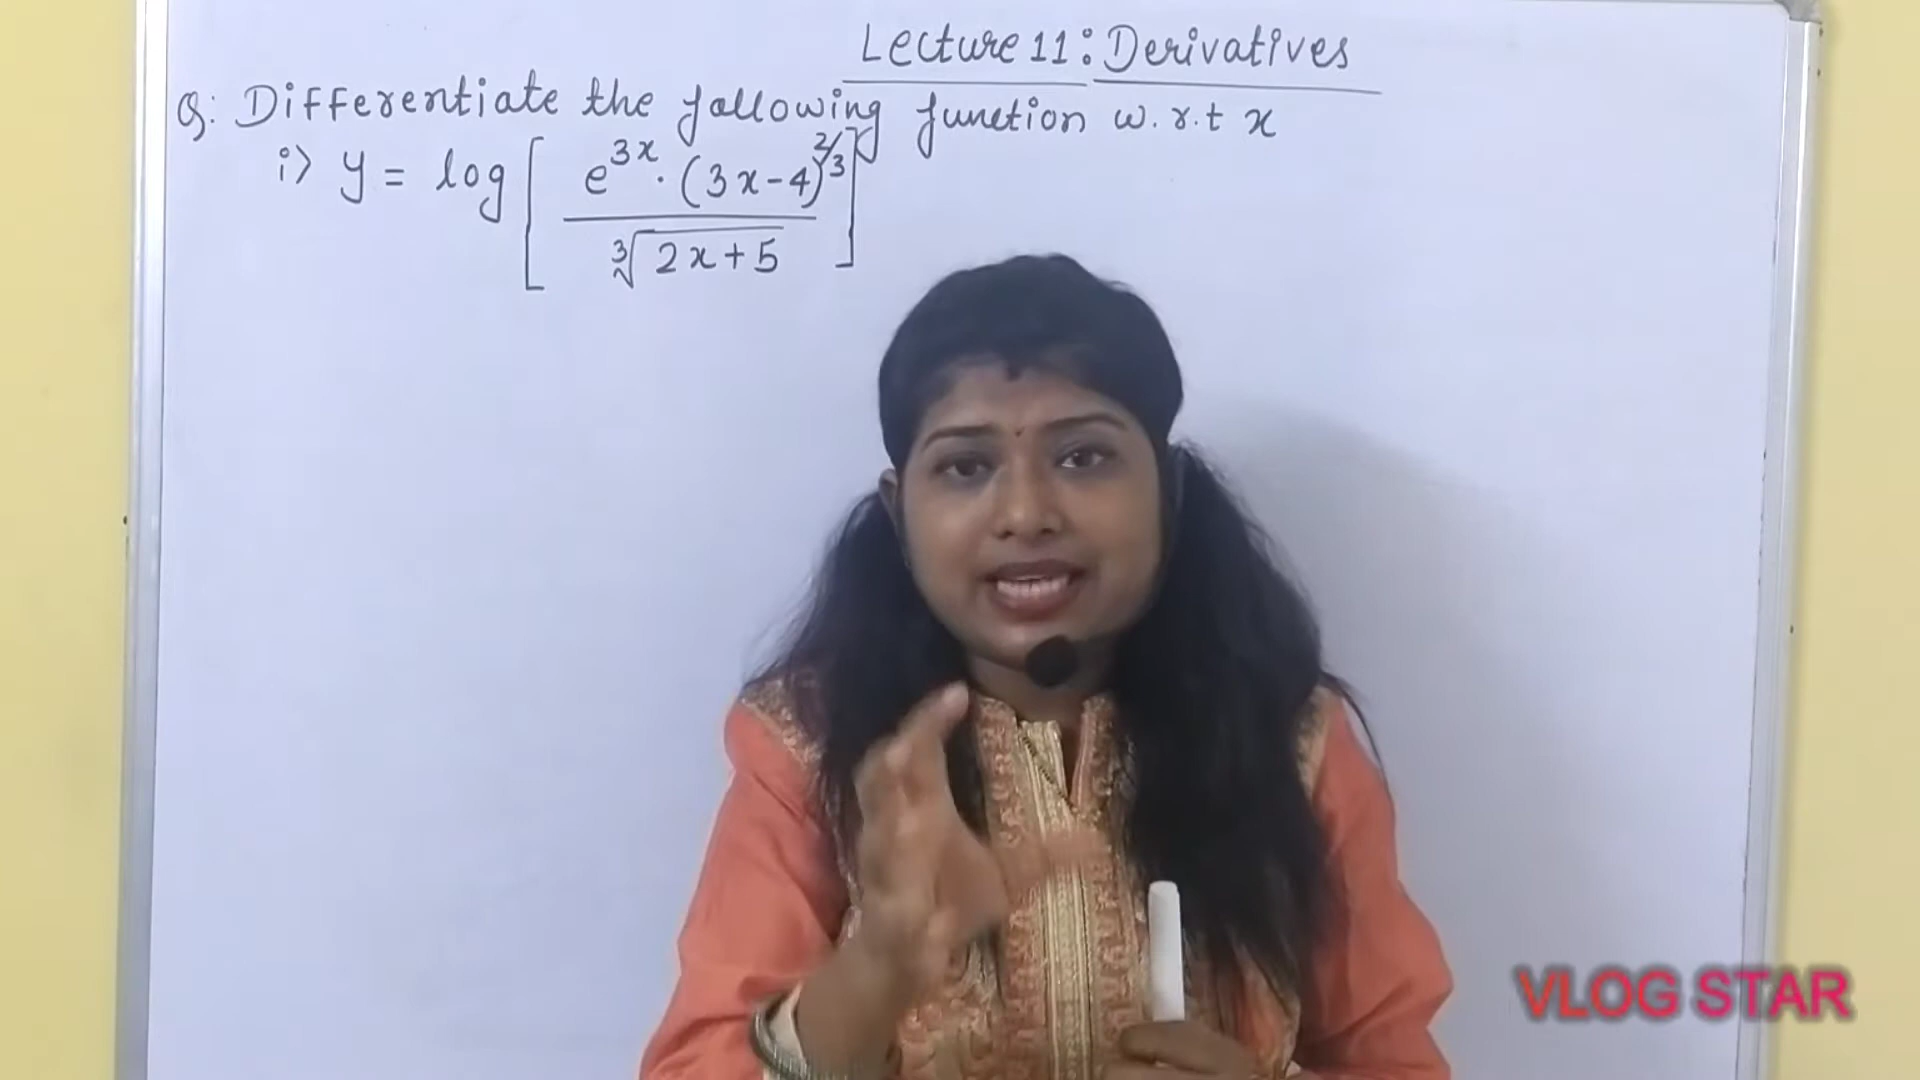 Lecture 11: Derivatives
Q: Differentiate the following function w.r.t x
i> y = log [ e^{3x} · (3x-4)^{2/3} / ∛(2x+5) ]
VLOG STAR